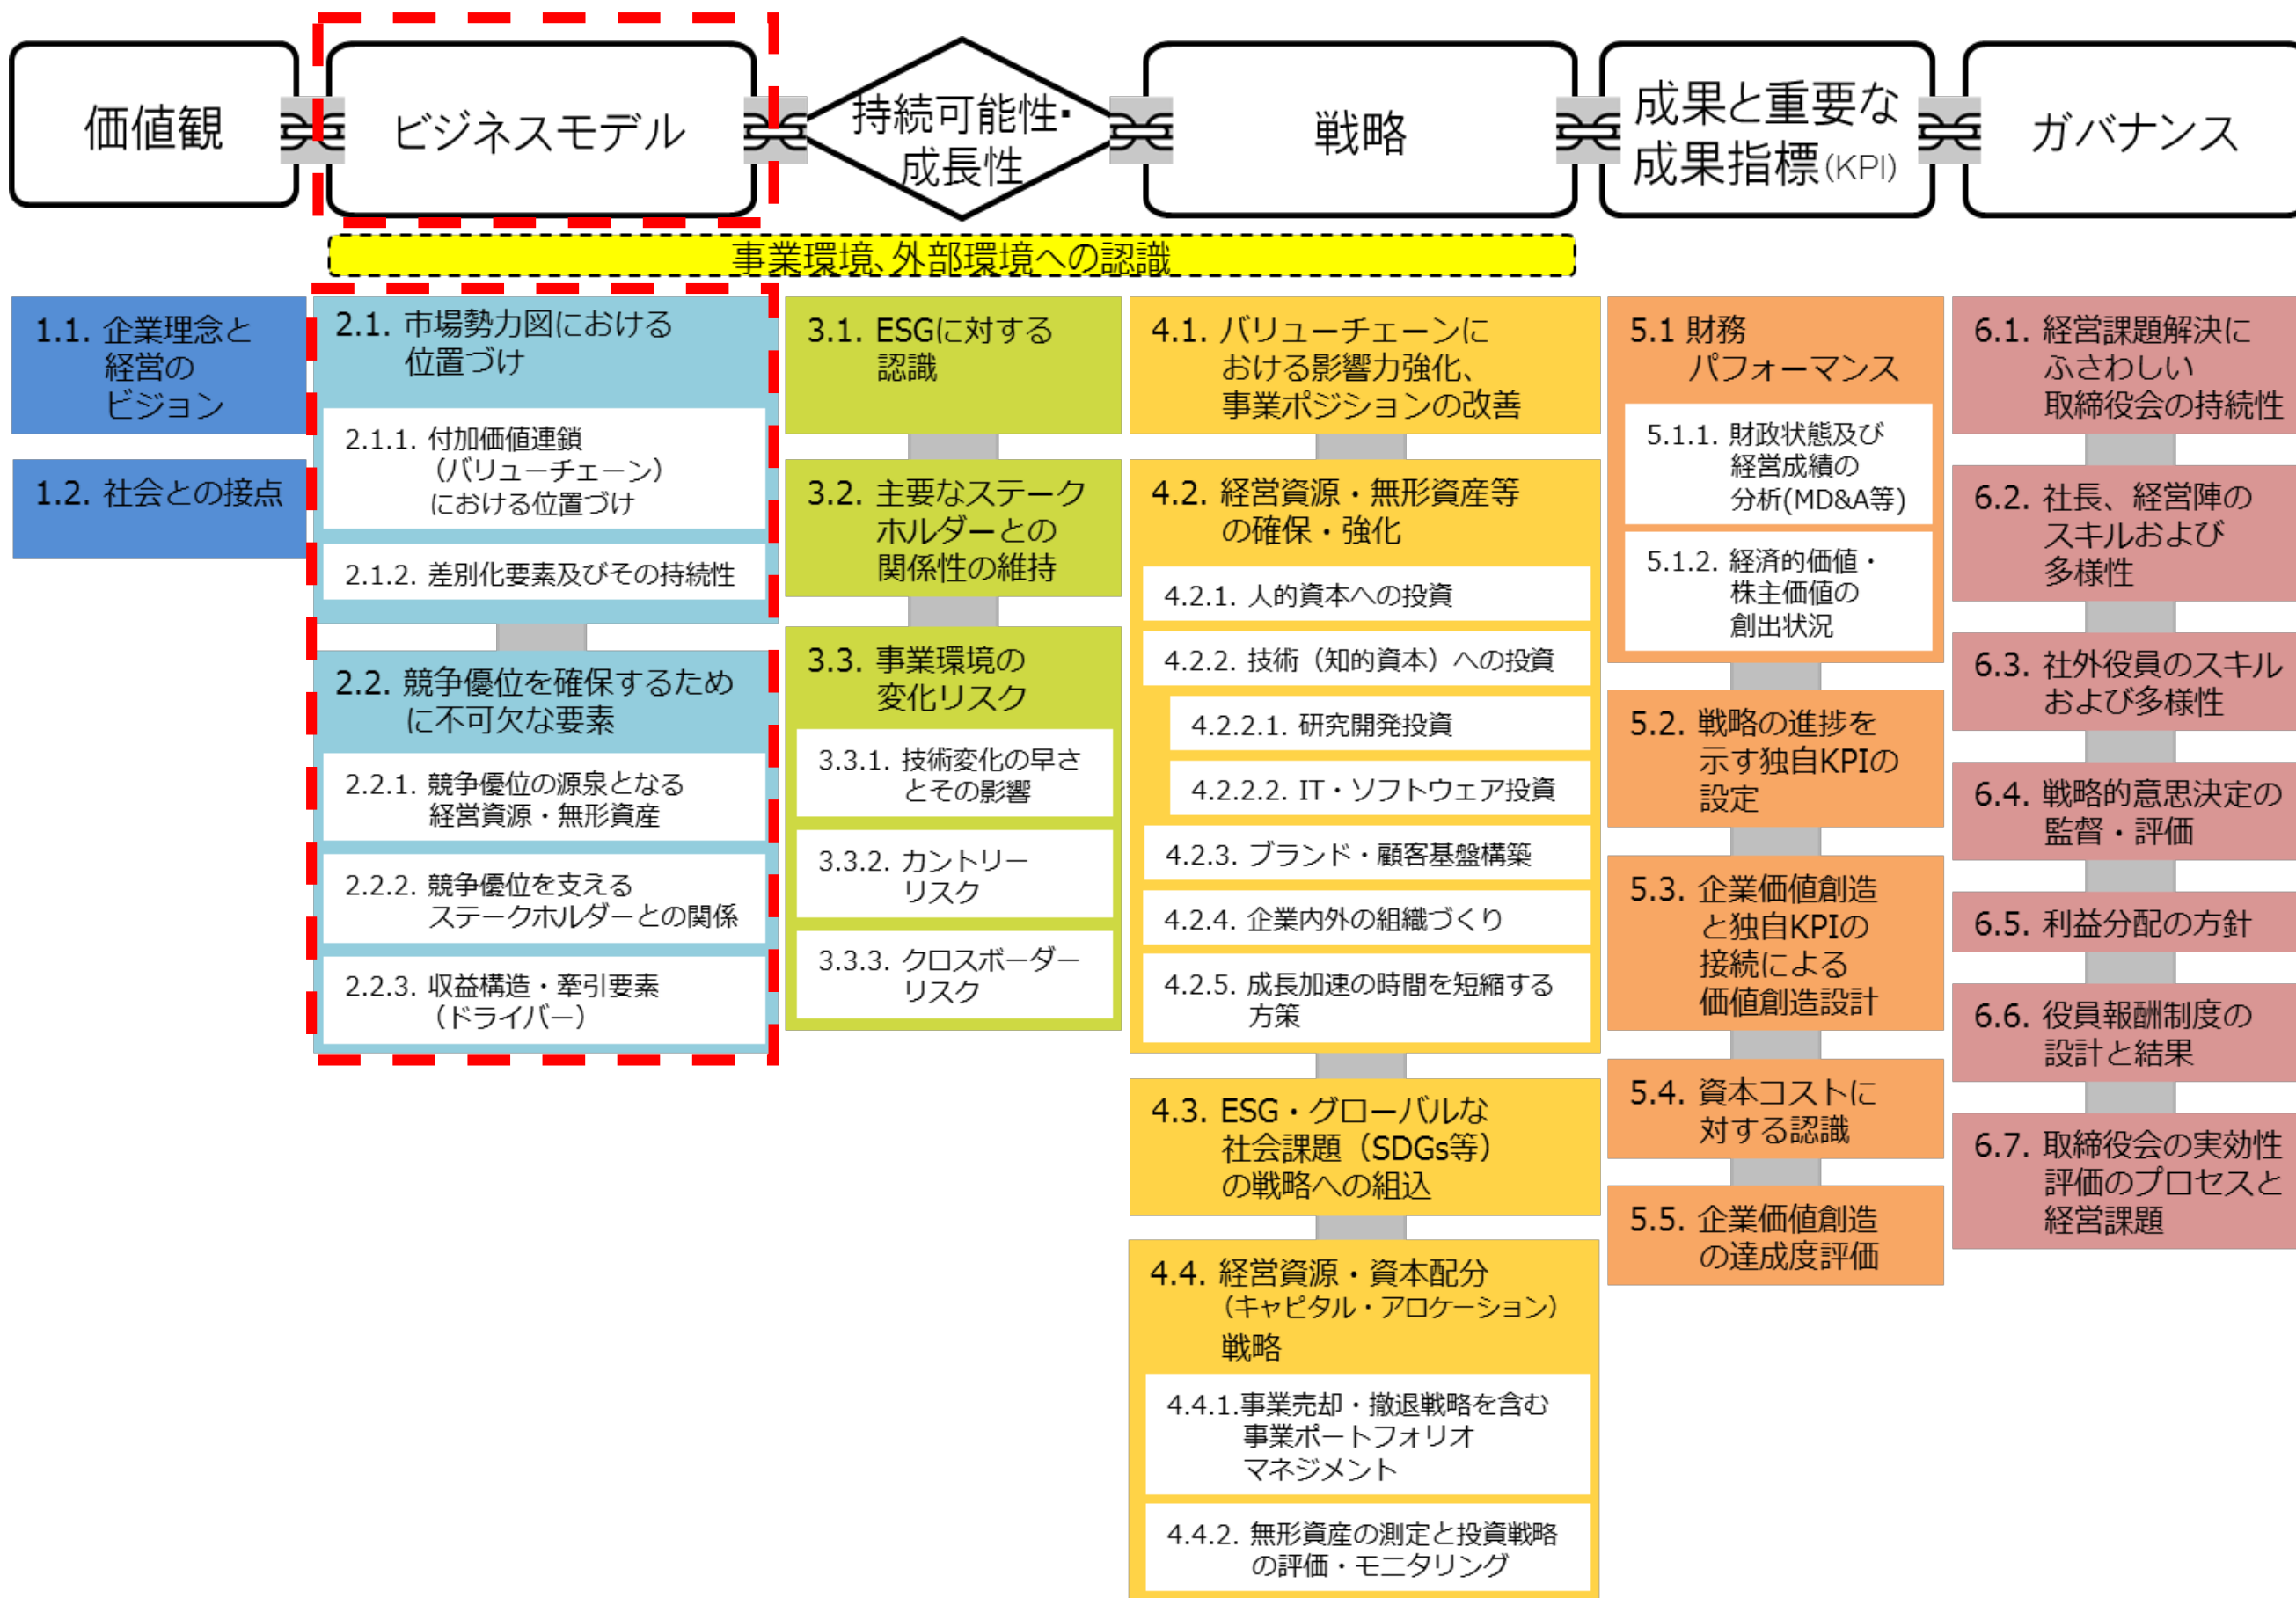 価値観
ビジネスモデル
持続可能性・
成長性
戦略
成果と重要な
成果指標(KPI)
ガバナンス
事業環境、外部環境への認識
1.1. 企業理念と
経営の
ビジョン
1.2. 社会との接点
2.1. 市場勢力図における
位置づけ
2.1.1. 付加価値連鎖
（バリューチェーン）
における位置づけ
2.1.2. 差別化要素及びその持続性
2.2. 競争優位を確保するため
に不可欠な要素
2.2.1. 競争優位の源泉となる
経営資源・無形資産
2.2.2. 競争優位を支える
ステークホルダーとの関係
2.2.3. 収益構造・牽引要素
（ドライバー）
3.1. ESGに対する
認識
3.2. 主要なステーク
ホルダーとの
関係性の維持
3.3. 事業環境の
変化リスク
3.3.1. 技術変化の早さ
とその影響
3.3.2. カントリー
リスク
3.3.3. クロスボーダー
リスク
4.1. バリューチェーンに
おける影響力強化、
事業ポジションの改善
4.2. 経営資源・無形資産等
の確保・強化
4.2.1. 人的資本への投資
4.2.2. 技術（知的資本）への投資
4.2.2.1. 研究開発投資
4.2.2.2. IT・ソフトウェア投資
4.2.3. ブランド・顧客基盤構築
4.2.4. 企業内外の組織づくり
4.2.5. 成長加速の時間を短縮する
方策
4.3. ESG・グローバルな
社会課題（SDGs等）
の戦略への組込
4.4. 経営資源・資本配分
（キャピタル・アロケーション）
戦略
4.4.1.事業売却・撤退戦略を含む
事業ポートフォリオ
マネジメント
4.4.2. 無形資産の測定と投資戦略
の評価・モニタリング
5.1 財務
パフォーマンス
5.1.1. 財政状態及び
経営成績の
分析(MD&A等)
5.1.2. 経済的価値・
株主価値の
創出状況
5.2. 戦略の進捗を
示す独自KPIの
設定
5.3. 企業価値創造
と独自KPIの
接続による
価値創造設計
5.4. 資本コストに
対する認識
5.5. 企業価値創造
の達成度評価
6.1. 経営課題解決に
ふさわしい
取締役会の持続性
6.2. 社長、経営陣の
スキルおよび
多様性
6.3. 社外役員のスキル
および多様性
6.4. 戦略的意思決定の
監督・評価
6.5. 利益分配の方針
6.6. 役員報酬制度の
設計と結果
6.7. 取締役会の実効性
評価のプロセスと
経営課題